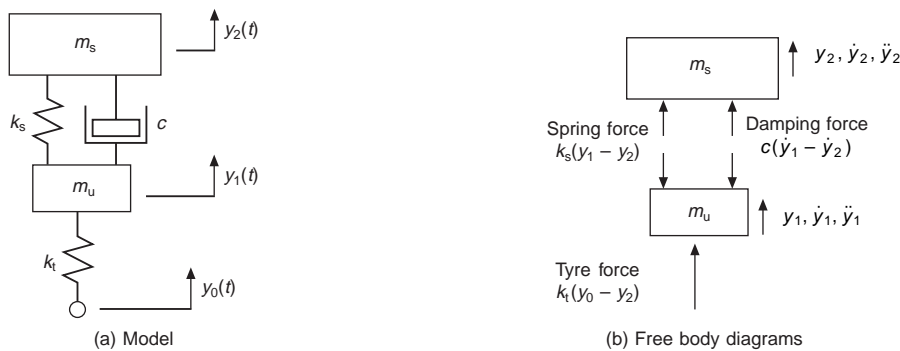 y₂(t)
mₛ
kₛ
c
y₁(t)
mᵤ
kₜ
y₀(t)
(a) Model
y₂, ẏ₂, ÿ₂
mₛ
Spring force
kₛ(y₁ – y₂)
Damping force
c(ẏ₁ – ẏ₂)
mᵤ
y₁, ẏ₁, ÿ₁
Tyre force
kₜ(y₀ – y₂)
(b) Free body diagrams